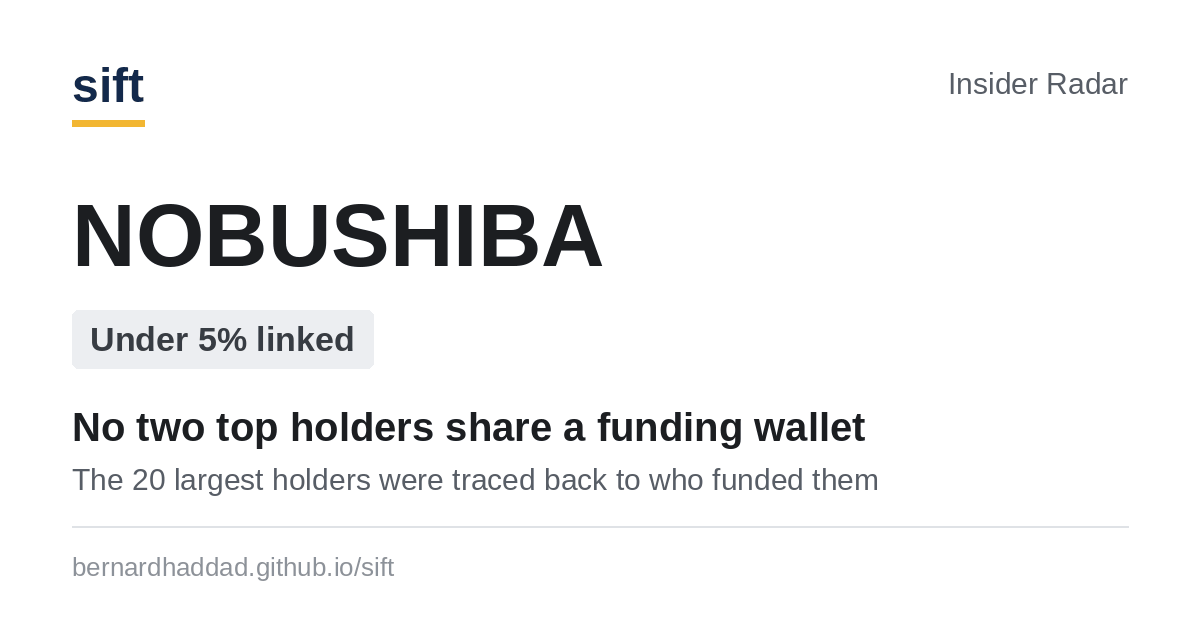 sift
Insider Radar
NOBUSHIBA
Under 5% linked
No two top holders share a funding wallet
The 20 largest holders were traced back to who funded them
bernardhaddad.github.io/sift